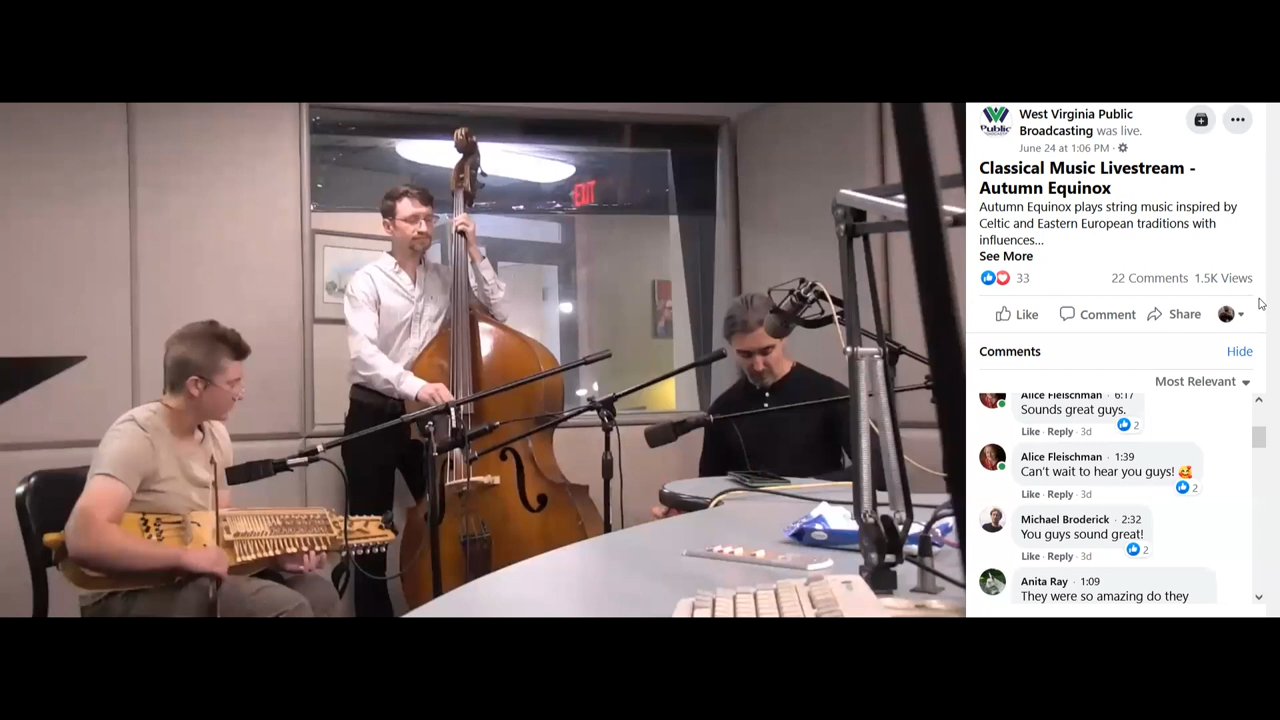 EXIT
Public
West Virginia Public
Broadcasting was live.
June 24 at 1:06 PM ·
Classical Music Livestream -
Autumn Equinox
Autumn Equinox plays string music inspired by
Celtic and Eastern European traditions with
influences...
See More
33
22 Comments 1.5K Views
Like Comment Share
Comments Hide
Most Relevant
Alice Fleischman · 6:17
Sounds great guys.
2
Like · Reply · 3d
Alice Fleischman · 1:39
Can't wait to hear you guys! 🥰
2
Like · Reply · 3d
Michael Broderick · 2:32
You guys sound great!
2
Like · Reply · 3d
Anita Ray · 1:09
They were so amazing do they